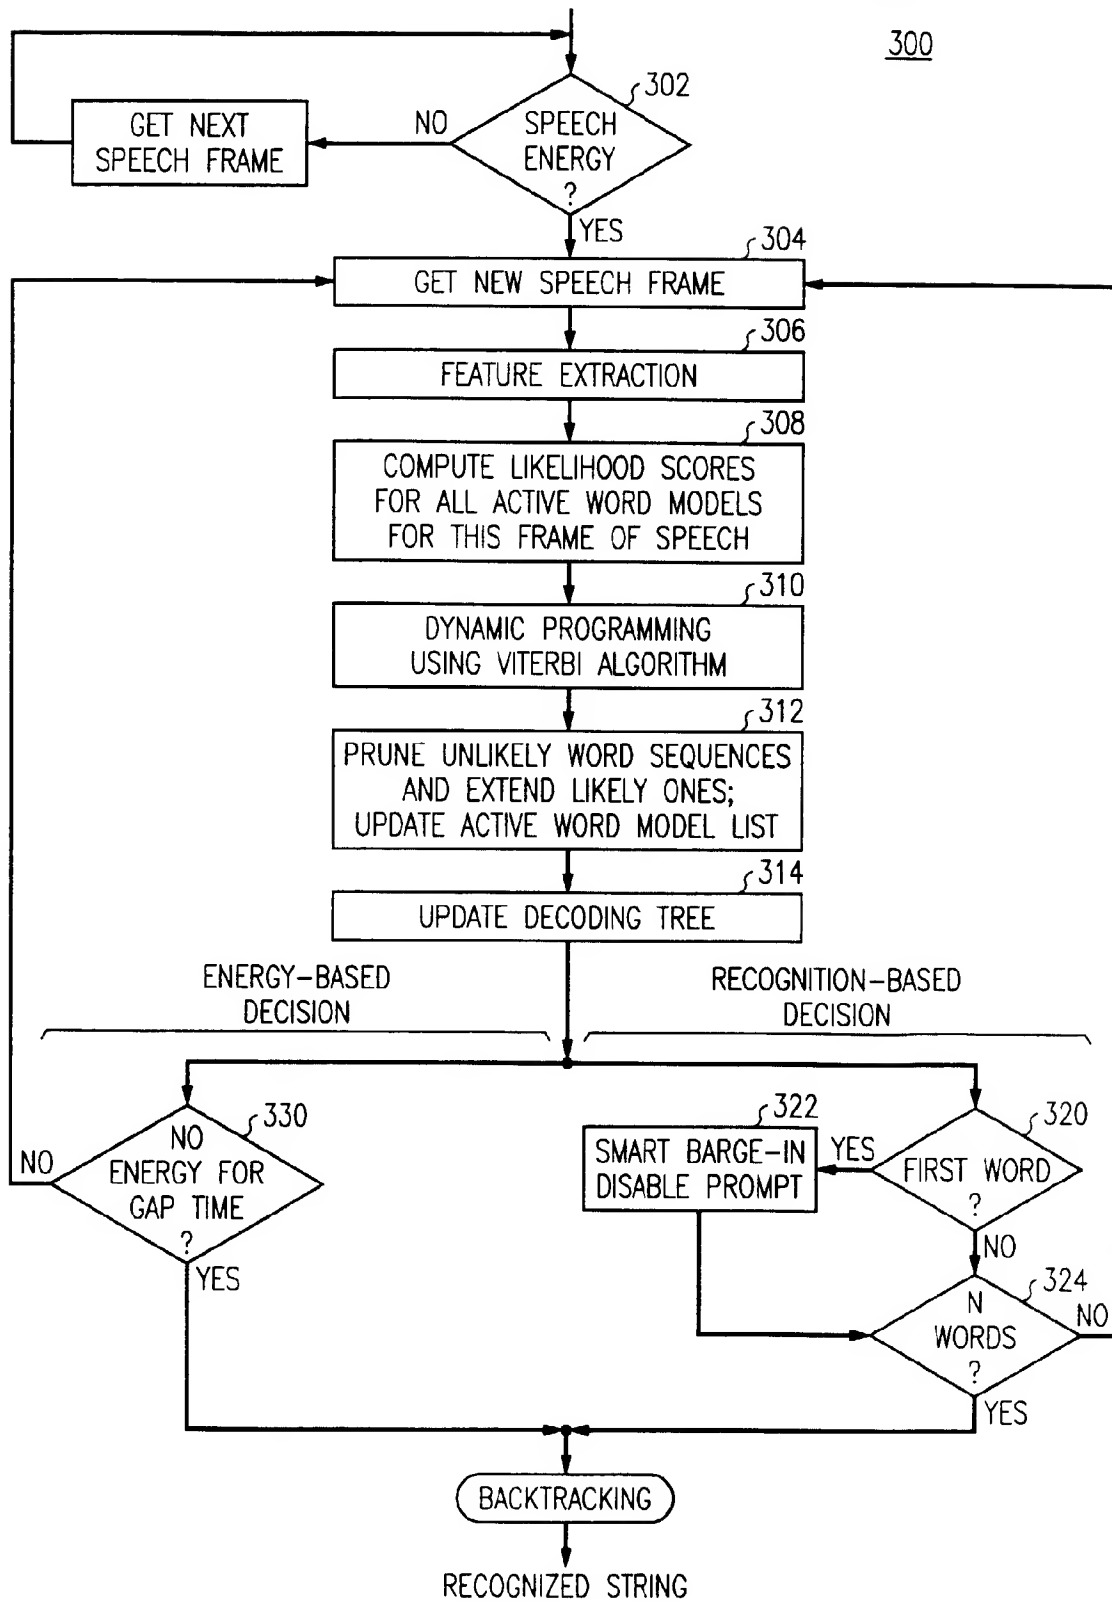 300
302
SPEECH
ENERGY
?
NO
GET NEXT
SPEECH FRAME
YES
304
GET NEW SPEECH FRAME
306
FEATURE EXTRACTION
308
COMPUTE LIKELIHOOD SCORES
FOR ALL ACTIVE WORD MODELS
FOR THIS FRAME OF SPEECH
310
DYNAMIC PROGRAMMING
USING VITERBI ALGORITHM
312
PRUNE UNLIKELY WORD SEQUENCES
AND EXTEND LIKELY ONES;
UPDATE ACTIVE WORD MODEL LIST
314
UPDATE DECODING TREE
ENERGY-BASED
DECISION
RECOGNITION-BASED
DECISION
330
NO
ENERGY FOR
GAP TIME
?
NO
YES
322
SMART BARGE-IN
DISABLE PROMPT
YES
320
FIRST WORD
?
NO
324
N
WORDS
?
NO
YES
BACKTRACKING
RECOGNIZED STRING